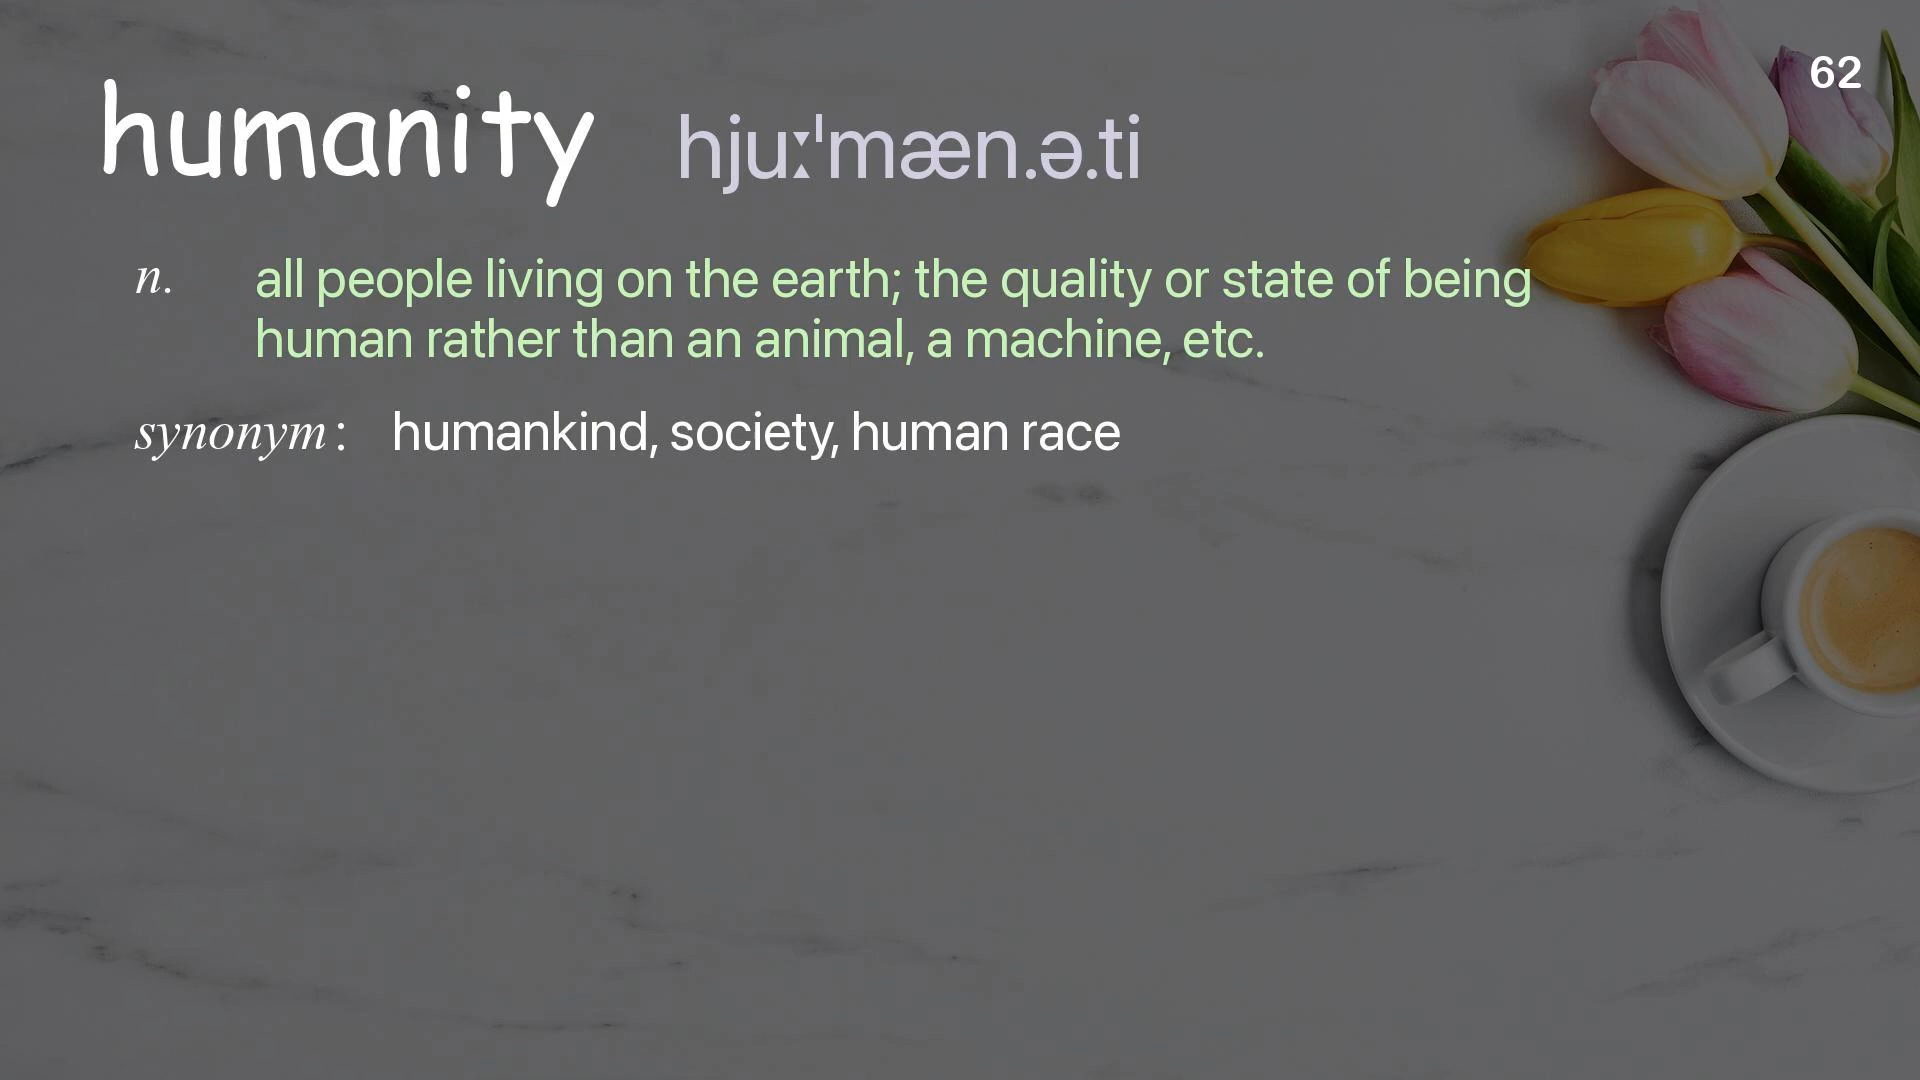 62
humanity hjuːˈmæn.ə.ti
n. all people living on the earth; the quality or state of being
human rather than an animal, a machine, etc.
synonym: humankind, society, human race